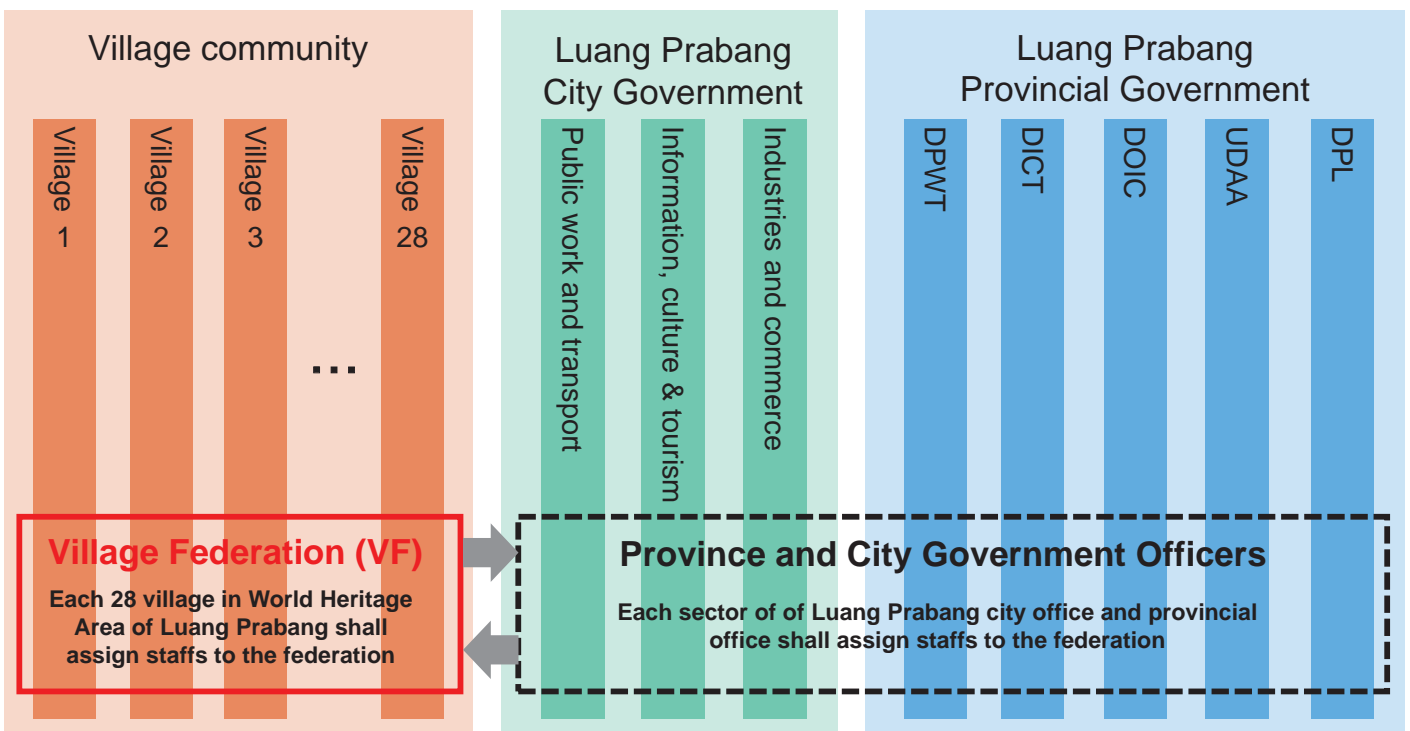 Village community
Village 1
Village 2
Village 3
...
Village 28
Luang Prabang
City Government
Public work and transport
Information, culture & tourism
Industries and commerce
Luang Prabang
Provincial Government
DPWT
DICT
DOIC
UDAA
DPL
Village Federation (VF)
Each 28 village in World Heritage
Area of Luang Prabang shall
assign staffs to the federation
Province and City Government Officers
Each sector of of Luang Prabang city office and provincial
office shall assign staffs to the federation